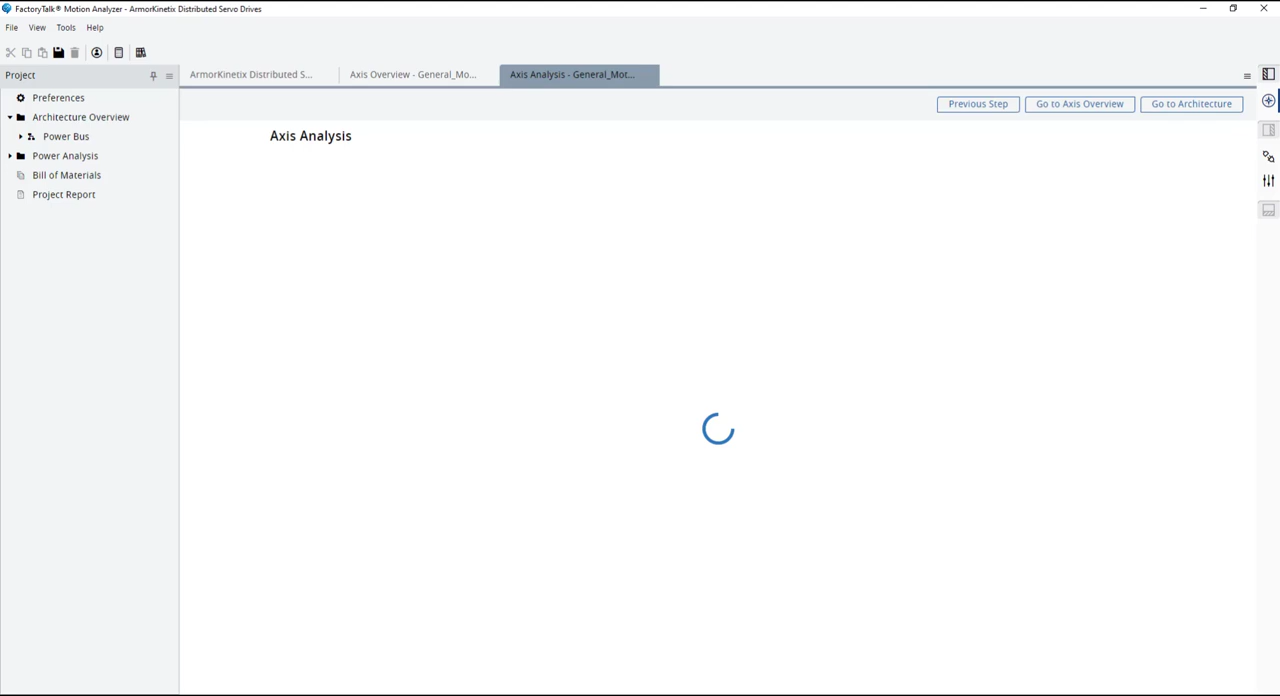 FactoryTalk® Motion Analyzer - ArmorKinetix Distributed Servo Drives
File View Tools Help
Project
ArmorKinetix Distributed S...
Axis Overview - General_Mo...
Axis Analysis - General_Mot...
Previous Step
Go to Axis Overview
Go to Architecture
Preferences
Architecture Overview
Power Bus
Power Analysis
Bill of Materials
Project Report
Axis Analysis